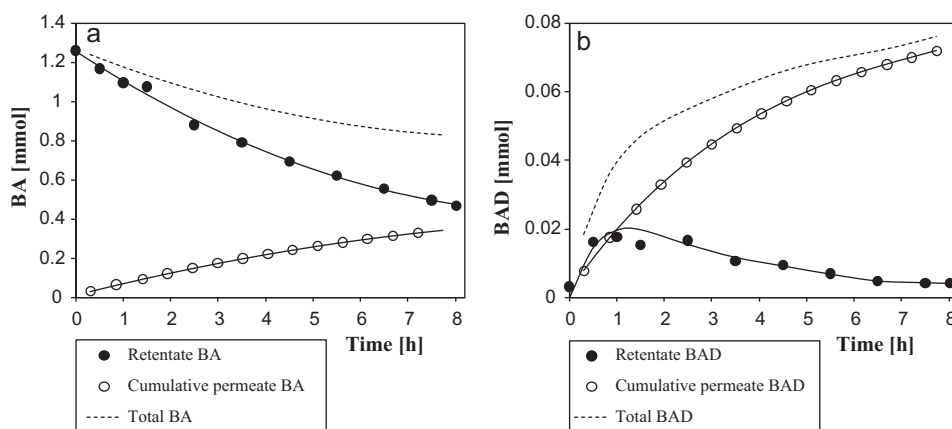 a
1.4
1.2
1
0.8
0.6
0.4
0.2
0
BA [mmol]
0 1 2 3 4 5 6 7 8
Time [h]
Retentate BA
Cumulative permeate BA
Total BA
b
0.08
0.06
0.04
0.02
0
BAD [mmol]
0 1 2 3 4 5 6 7 8
Time [h]
Retentate BAD
Cumulative permeate BAD
Total BAD